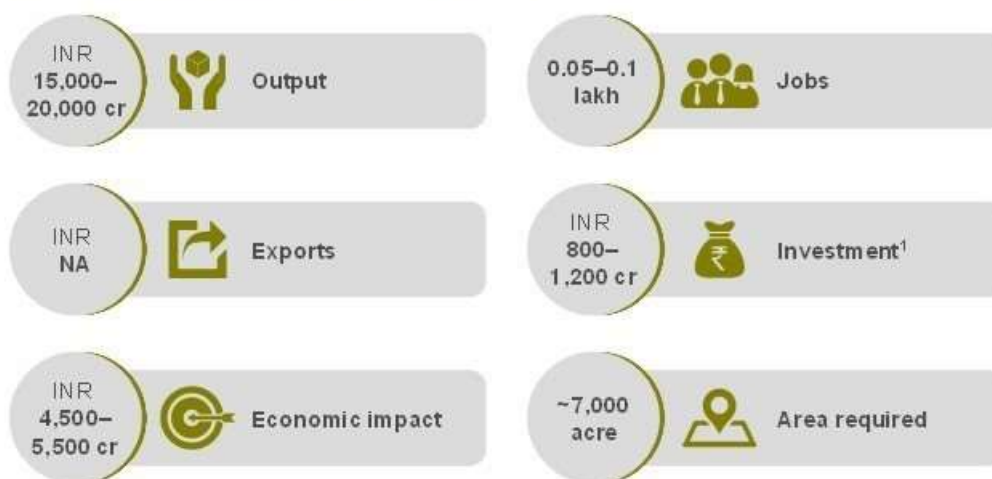 INR
15,000–
20,000 cr
Output
0.05–0.1
lakh
Jobs
INR
NA
Exports
INR
800–
1,200 cr
₹
Investment¹
INR
4,500–
5,500 cr
Economic impact
~7,000
acre
Area required